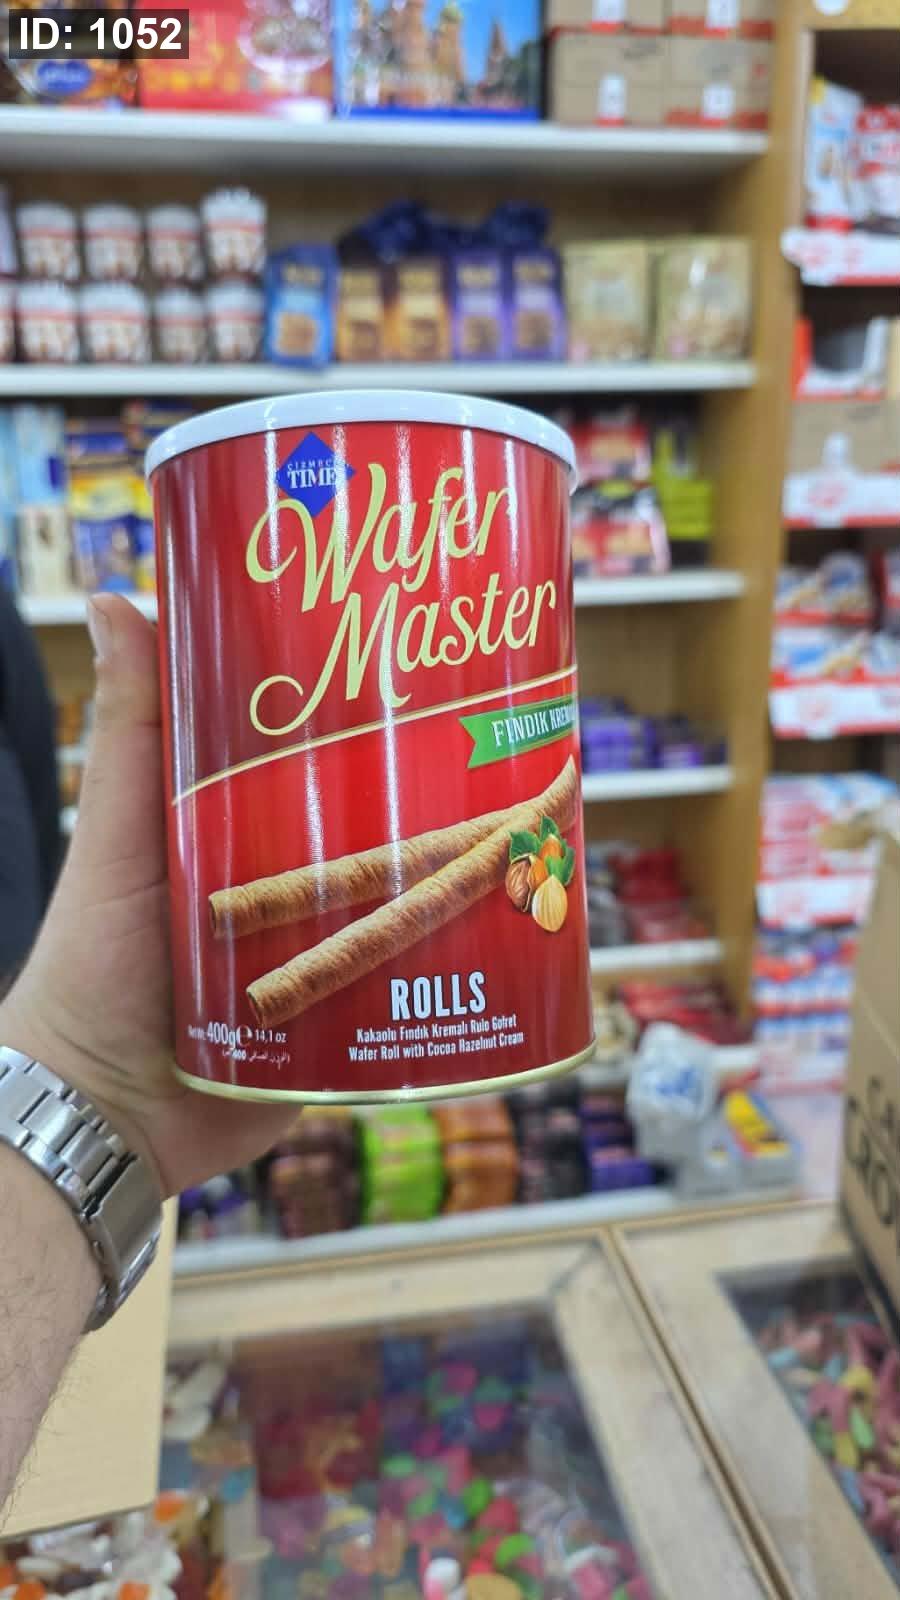 ID: 1052
ÇİZMECİ
TIME
Wafer
Master
FINDIK KREMALI
ROLLS
400g e 14,1 oz
Kakaolu Fındık Kremalı Rulo Gofret
Wafer Roll with Cocoa Hazelnut Cream